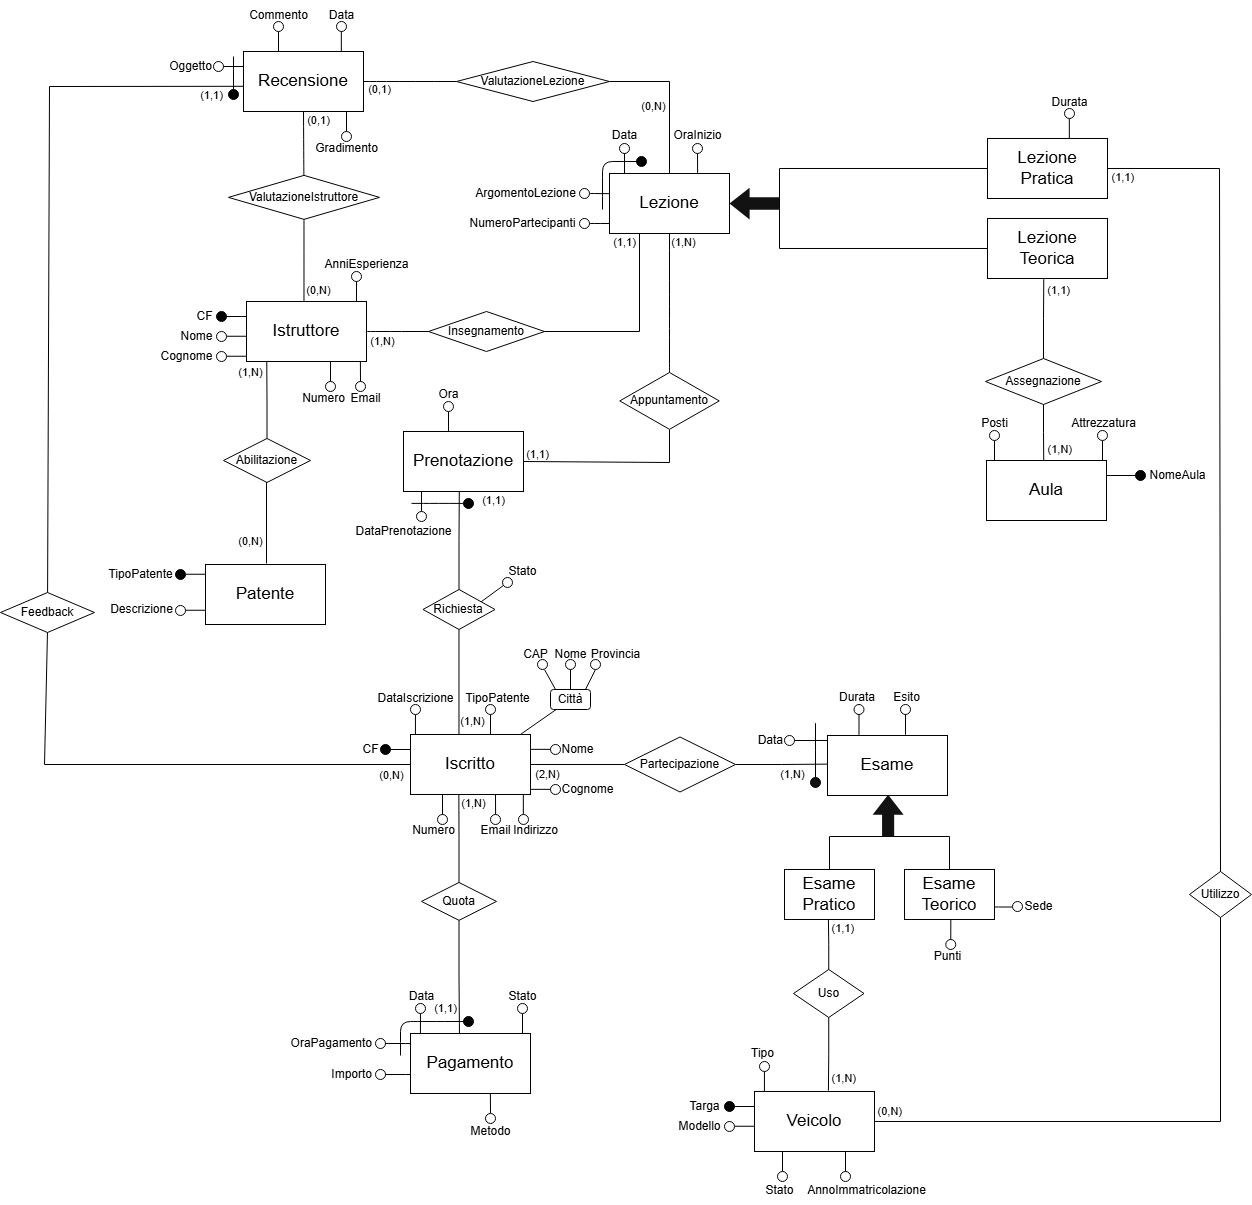 Commento
Data
Oggetto
Recensione
(1,1)
(0,1)
ValutazioneLezione
(0,1)
Gradimento
(0,N)
Data
OraInizio
ArgomentoLezione
Lezione
NumeroPartecipanti
(1,1)
(1,N)
Durata
Lezione
Pratica
(1,1)
Lezione
Teorica
(1,1)
ValutazioneIstruttore
AnniEsperienza
(0,N)
CF
Nome
Cognome
Istruttore
(1,N)
(1,N)
Numero
Email
Insegnamento
Appuntamento
Assegnazione
Posti
Attrezzatura
(1,N)
Aula
NomeAula
Ora
Prenotazione
(1,1)
(1,1)
DataPrenotazione
Abilitazione
(0,N)
TipoPatente
Descrizione
Patente
Feedback
Stato
Richiesta
CAP
Nome
Provincia
Città
DataIscrizione
TipoPatente
(1,N)
CF
(0,N)
Iscritto
Nome
(2,N)
Cognome
(1,N)
Numero
Email
Indirizzo
Partecipazione
Durata
Esito
Data
(1,N)
Esame
Esame
Pratico
(1,1)
Esame
Teorico
Sede
Punti
Utilizzo
Quota
Uso
Data
(1,1)
Stato
OraPagamento
Importo
Pagamento
Metodo
Tipo
(1,N)
Targa
Modello
Veicolo
(0,N)
Stato
AnnoImmatricolazione